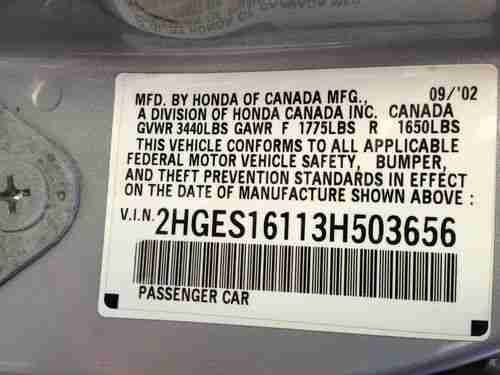 MFD. BY HONDA OF CANADA MFG., 09/'02
A DIVISION OF HONDA CANADA INC. CANADA
GVWR 3440LBS GAWR F 1775LBS R 1650LBS
THIS VEHICLE CONFORMS TO ALL APPLICABLE
FEDERAL MOTOR VEHICLE SAFETY, BUMPER,
AND THEFT PREVENTION STANDARDS IN EFFECT
ON THE DATE OF MANUFACTURE SHOWN ABOVE :
V.I.N. 2HGES16113H503656
PASSENGER CAR